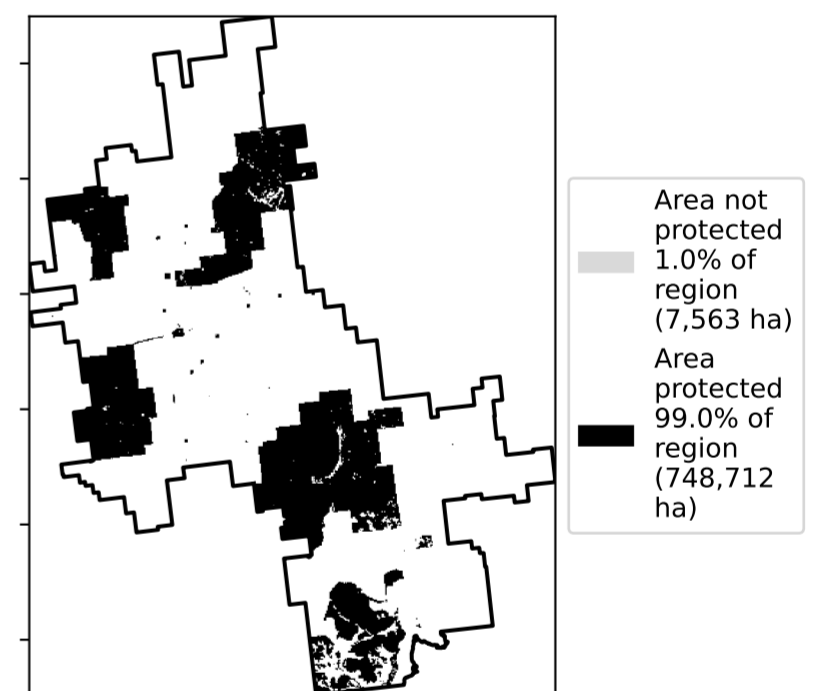 Area not
protected
1.0% of
region
(7,563 ha)
Area
protected
99.0% of
region
(748,712
ha)